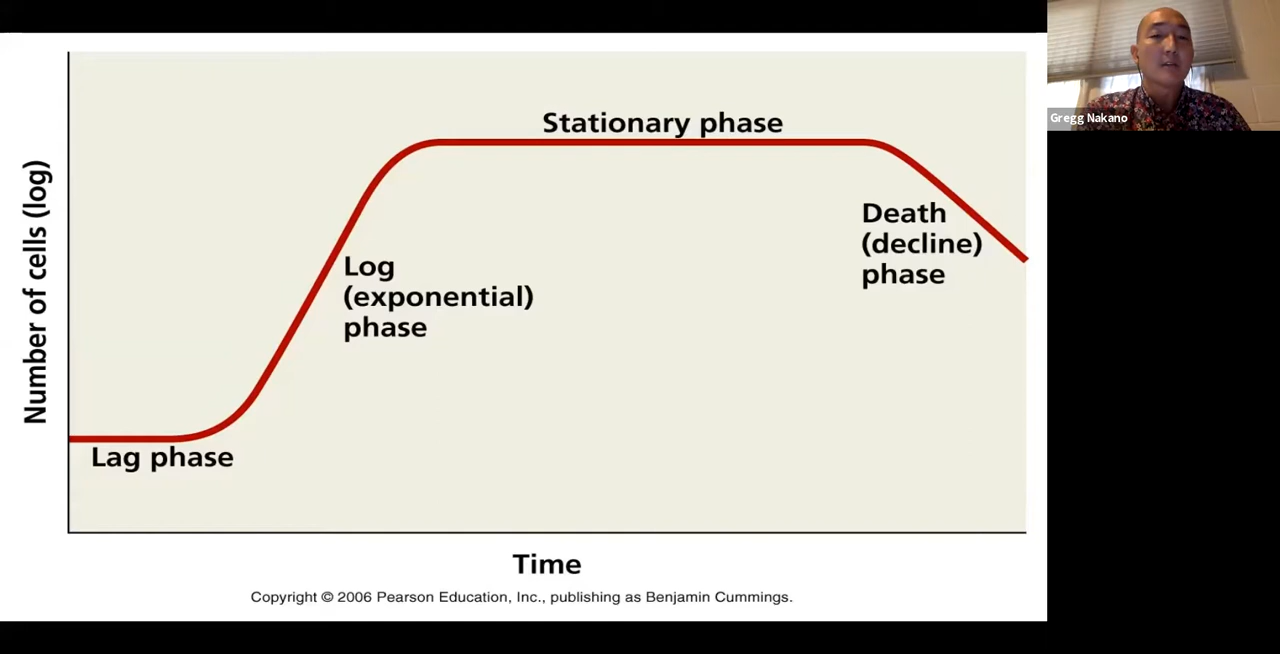 Gregg Nakano
Number of cells (log)
Stationary phase
Death
(decline)
phase
Log
(exponential)
phase
Lag phase
Time
Copyright © 2006 Pearson Education, Inc., publishing as Benjamin Cummings.